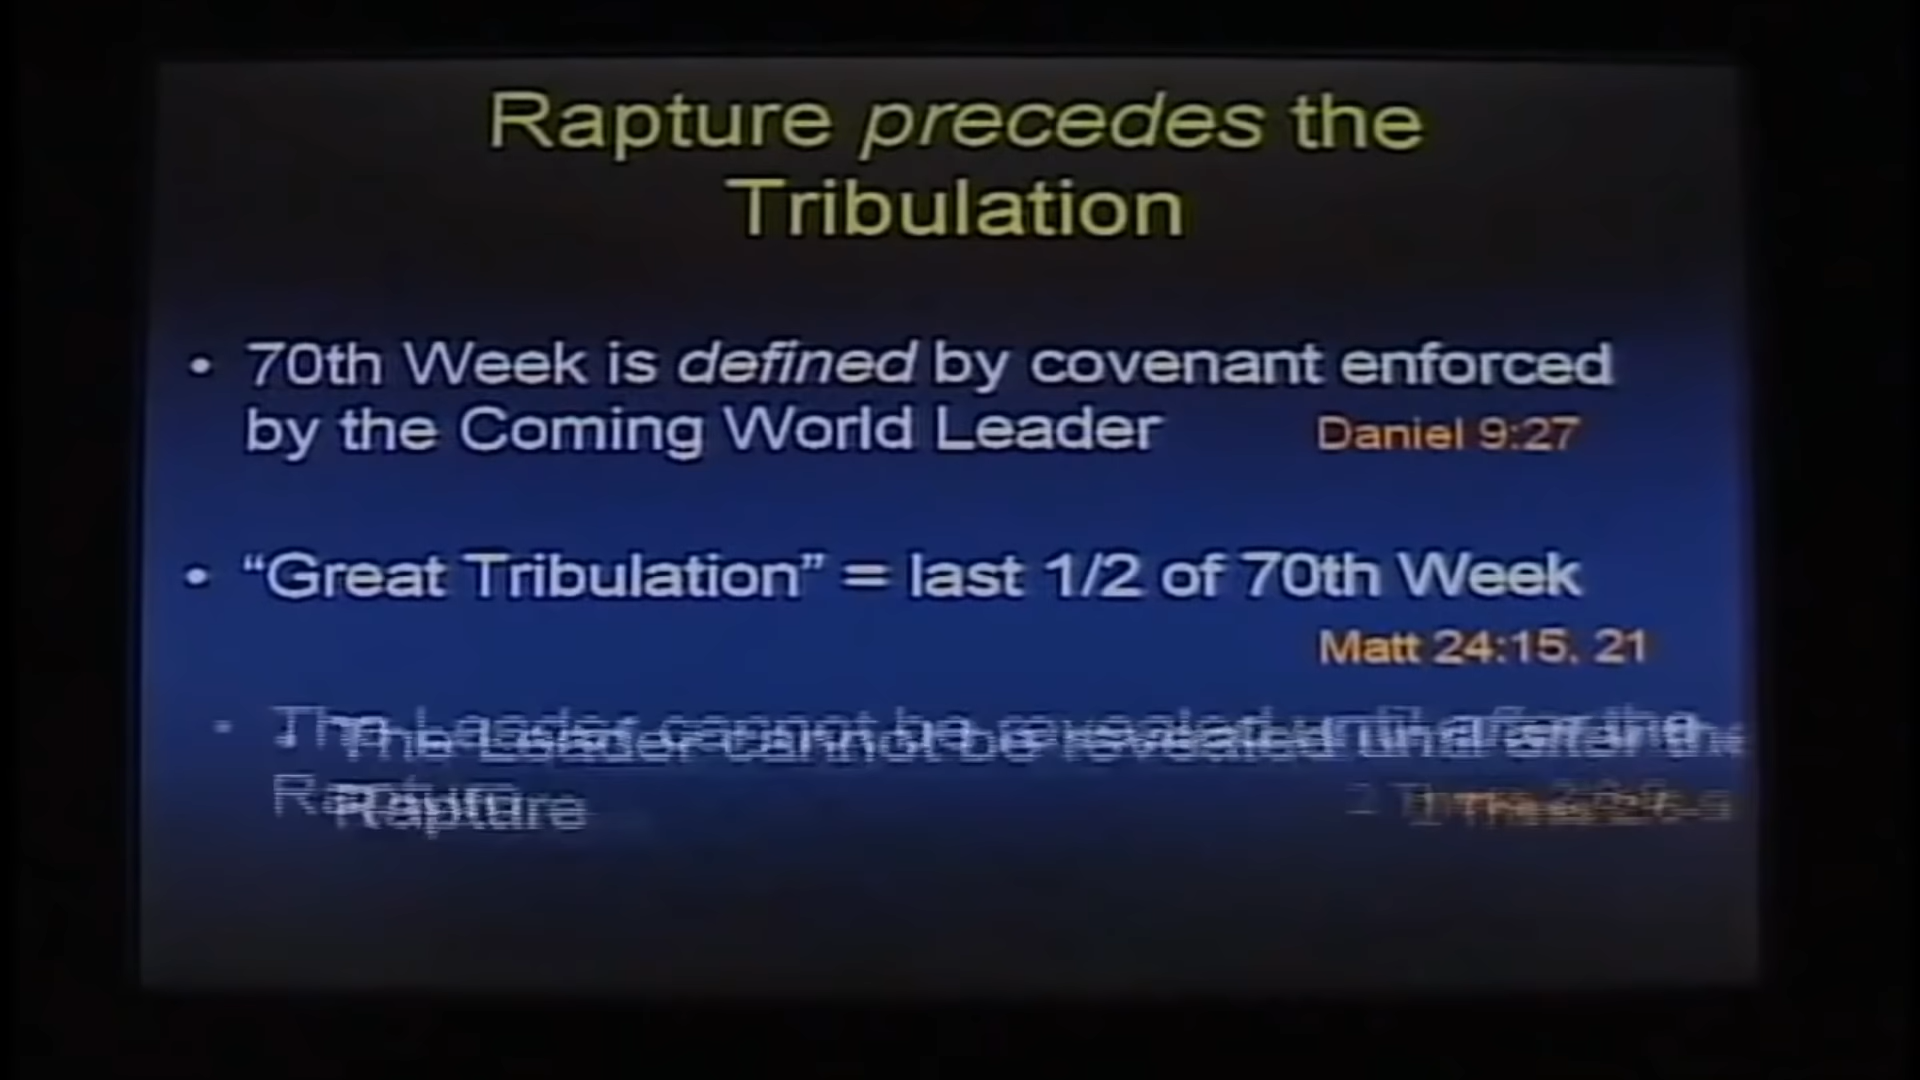 Rapture precedes the
Tribulation
• 70th Week is defined by covenant enforced
by the Coming World Leader Daniel 9:27
• “Great Tribulation” = last 1/2 of 70th Week
Matt 24:15, 21
• The Leader cannot be revealed until after the
Rapture